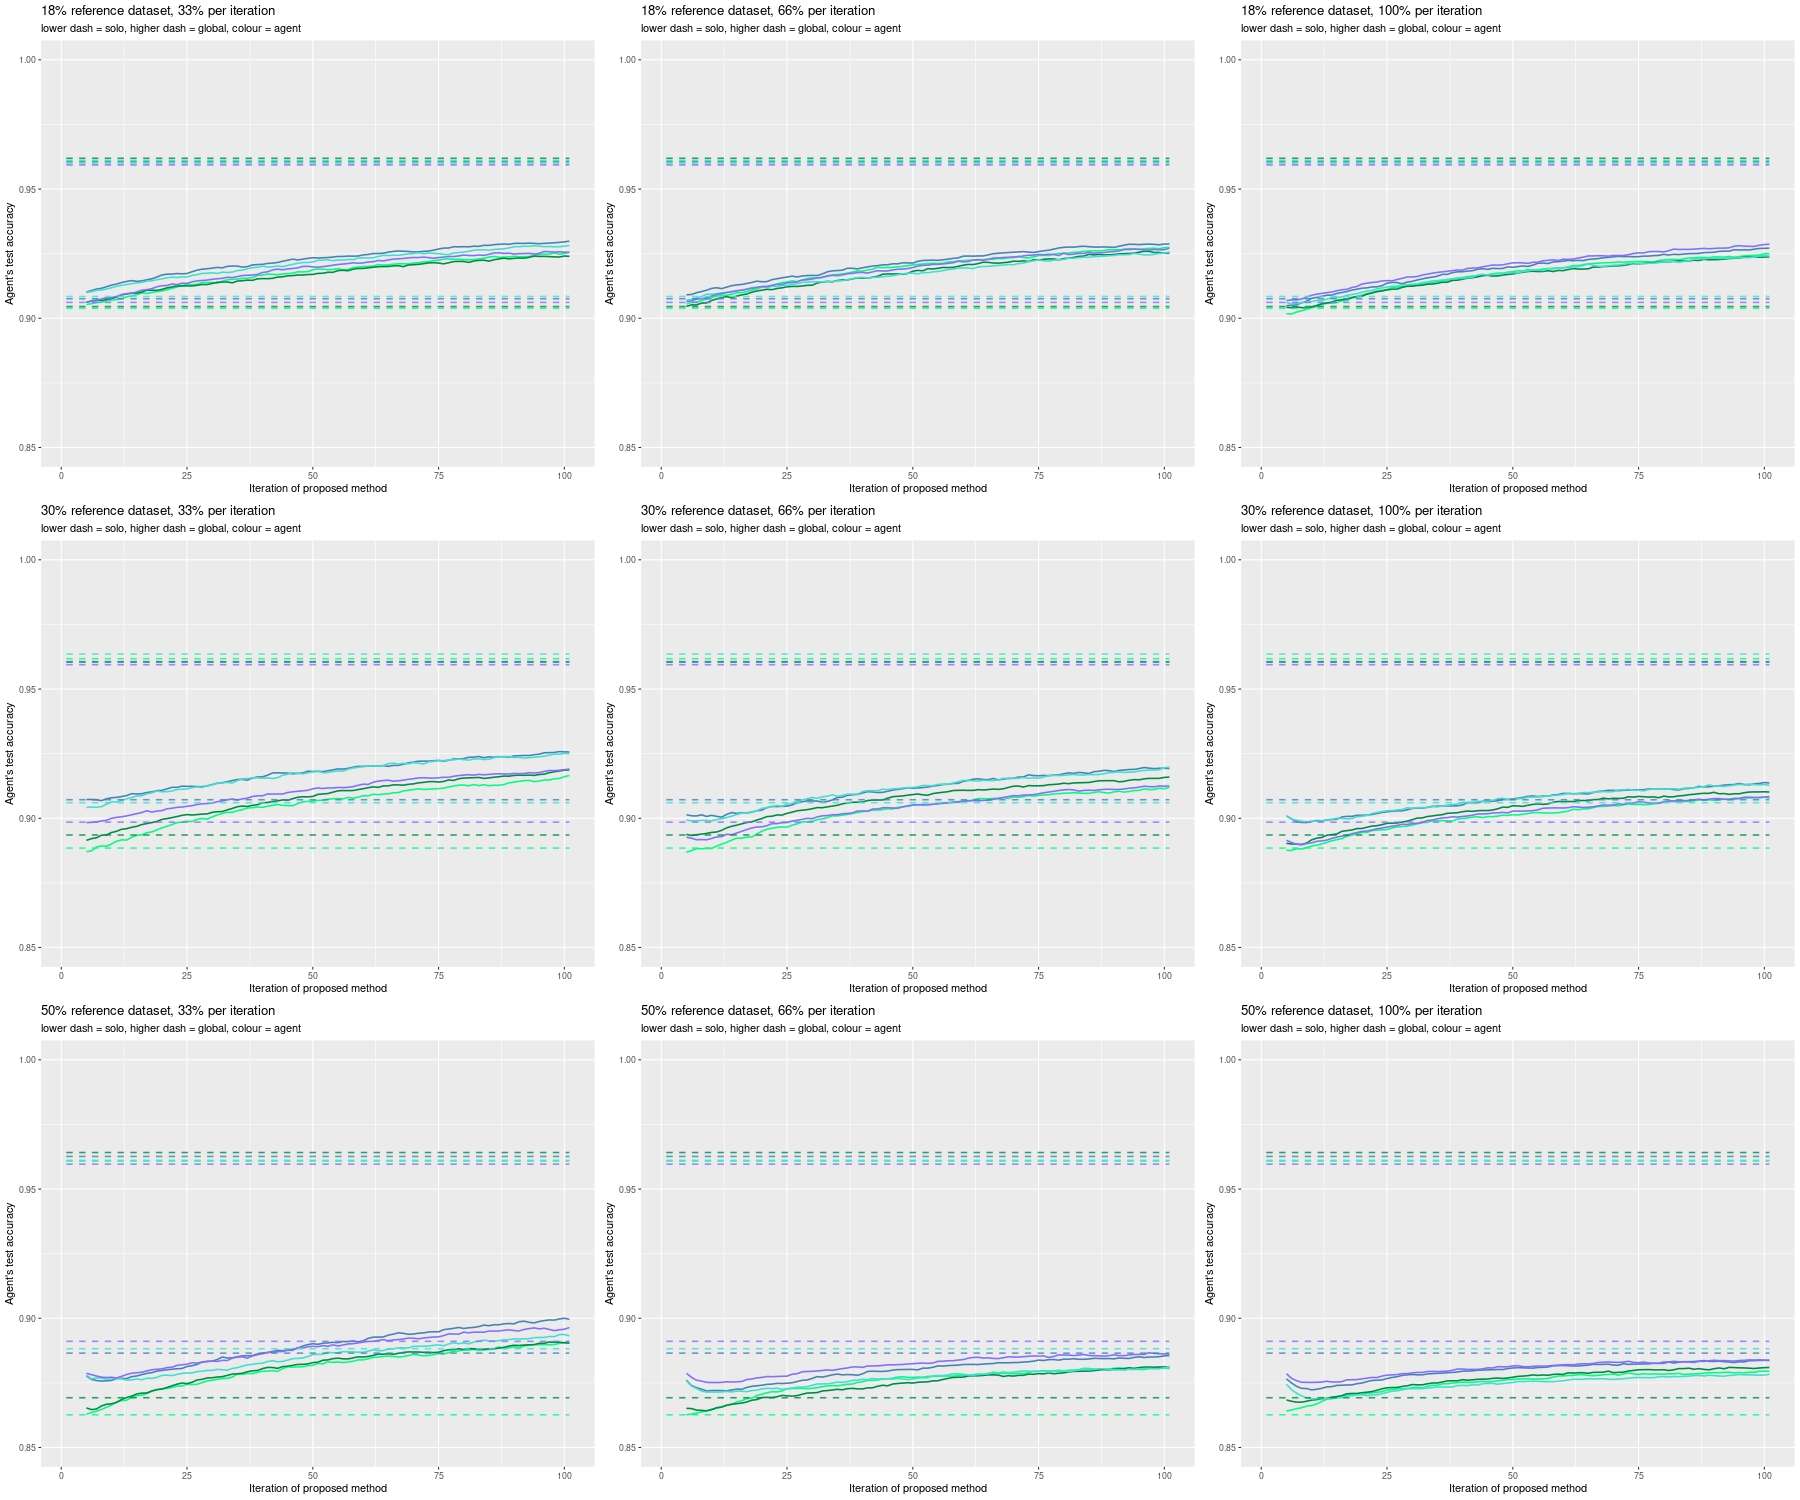 18% reference dataset, 33% per iteration
lower dash = solo, higher dash = global, colour = agent
1.00
0.95
0.90
0.85
Agent's test accuracy
0 25 50 75 100
Iteration of proposed method
18% reference dataset, 66% per iteration
lower dash = solo, higher dash = global, colour = agent
1.00
0.95
0.90
0.85
Agent's test accuracy
0 25 50 75 100
Iteration of proposed method
18% reference dataset, 100% per iteration
lower dash = solo, higher dash = global, colour = agent
1.00
0.95
0.90
0.85
Agent's test accuracy
0 25 50 75 100
Iteration of proposed method
30% reference dataset, 33% per iteration
lower dash = solo, higher dash = global, colour = agent
1.00
0.95
0.90
0.85
Agent's test accuracy
0 25 50 75 100
Iteration of proposed method
30% reference dataset, 66% per iteration
lower dash = solo, higher dash = global, colour = agent
1.00
0.95
0.90
0.85
Agent's test accuracy
0 25 50 75 100
Iteration of proposed method
30% reference dataset, 100% per iteration
lower dash = solo, higher dash = global, colour = agent
1.00
0.95
0.90
0.85
Agent's test accuracy
0 25 50 75 100
Iteration of proposed method
50% reference dataset, 33% per iteration
lower dash = solo, higher dash = global, colour = agent
1.00
0.95
0.90
0.85
Agent's test accuracy
0 25 50 75 100
Iteration of proposed method
50% reference dataset, 66% per iteration
lower dash = solo, higher dash = global, colour = agent
1.00
0.95
0.90
0.85
Agent's test accuracy
0 25 50 75 100
Iteration of proposed method
50% reference dataset, 100% per iteration
lower dash = solo, higher dash = global, colour = agent
1.00
0.95
0.90
0.85
Agent's test accuracy
0 25 50 75 100
Iteration of proposed method